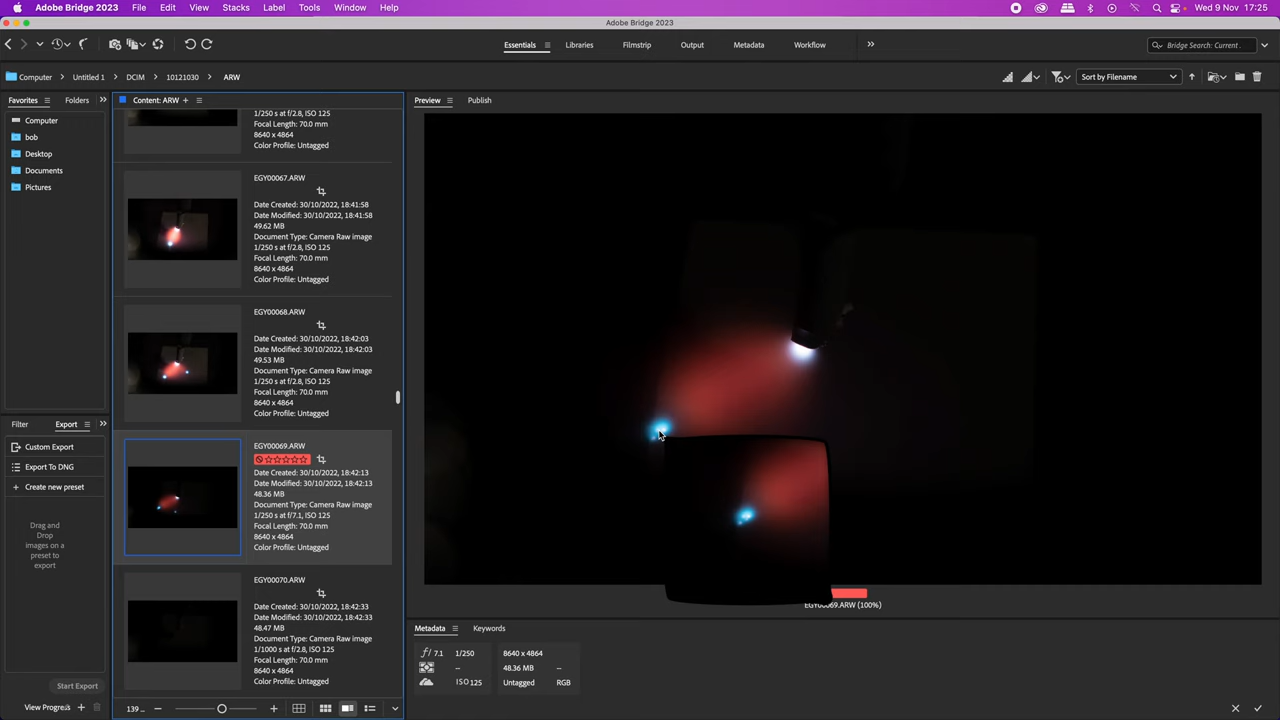 Adobe Bridge 2023 File Edit View Stacks Label Tools Window Help Wed 9 Nov 17:25
Adobe Bridge 2023
Essentials Libraries Filmstrip Output Metadata Workflow Bridge Search: Current .
Computer Untitled 1 DCIM 10121030 ARW Sort by Filename
Favorites Folders
Computer
bob
Desktop
Documents
Pictures
Filter Export
Custom Export
Export To DNG
Create new preset
Drag and
Drop
images on a
preset to
export
Start Export
View Progress
Content: ARW
1/250 s at f/2.8, ISO 125
Focal Length: 70.0 mm
8640 x 4864
Color Profile: Untagged
EGY00067.ARW
Date Created: 30/10/2022, 18:41:58
Date Modified: 30/10/2022, 18:41:58
49.62 MB
Document Type: Camera Raw image
1/250 s at f/2.8, ISO 125
Focal Length: 70.0 mm
8640 x 4864
Color Profile: Untagged
EGY00068.ARW
Date Created: 30/10/2022, 18:42:03
Date Modified: 30/10/2022, 18:42:03
49.53 MB
Document Type: Camera Raw image
1/250 s at f/2.8, ISO 125
Focal Length: 70.0 mm
8640 x 4864
Color Profile: Untagged
EGY00069.ARW
Date Created: 30/10/2022, 18:42:13
Date Modified: 30/10/2022, 18:42:13
48.36 MB
Document Type: Camera Raw image
1/250 s at f/7.1, ISO 125
Focal Length: 70.0 mm
8640 x 4864
Color Profile: Untagged
EGY00070.ARW
Date Created: 30/10/2022, 18:42:33
Date Modified: 30/10/2022, 18:42:33
48.47 MB
Document Type: Camera Raw image
1/1000 s at f/2.8, ISO 125
Focal Length: 70.0 mm
8640 x 4864
Color Profile: Untagged
139...
Preview Publish
EGY00069.ARW (100%)
Metadata Keywords
f/ 7.1 1/250 8640 x 4864
-- 48.36 MB --
ISO 125 Untagged RGB